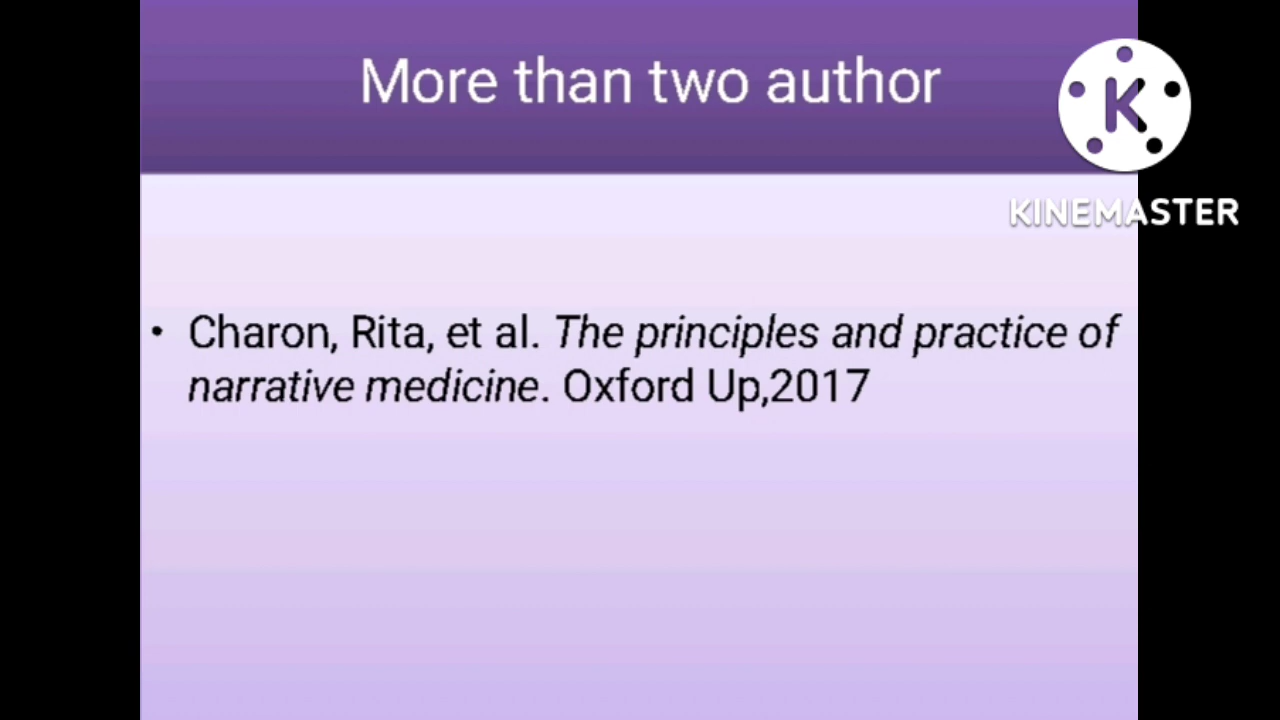 More than two author
K
KINEMASTER
• Charon, Rita, et al. The principles and practice of
narrative medicine. Oxford Up,2017